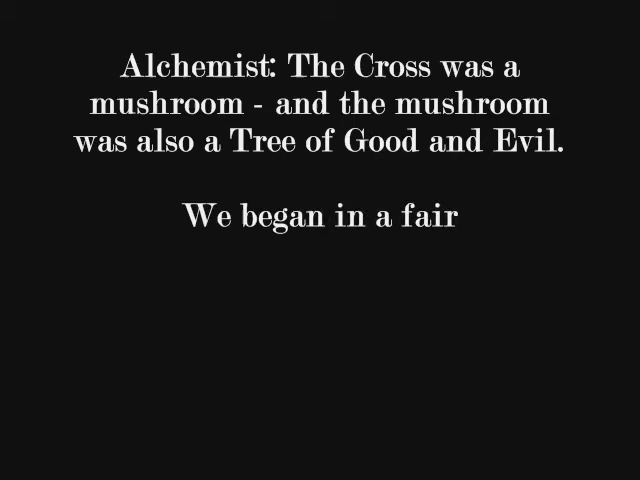 Alchemist: The Cross was a
mushroom - and the mushroom
was also a Tree of Good and Evil.
We began in a fair